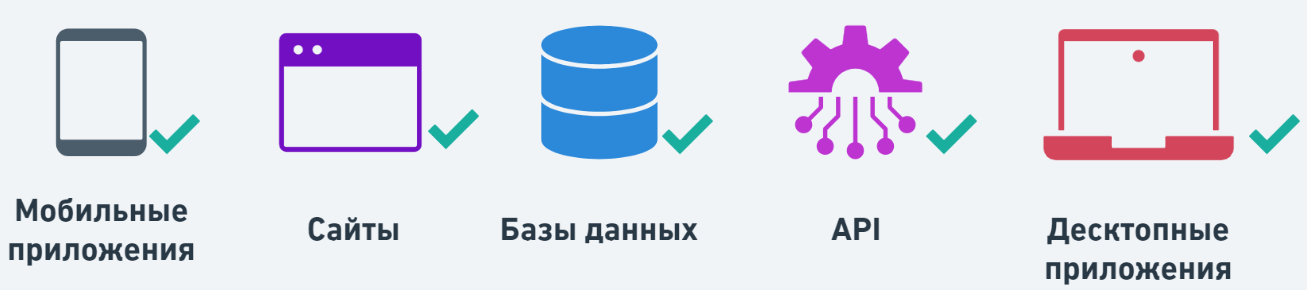 Мобильные
приложения
Сайты
Базы данных
API
Десктопные
приложения